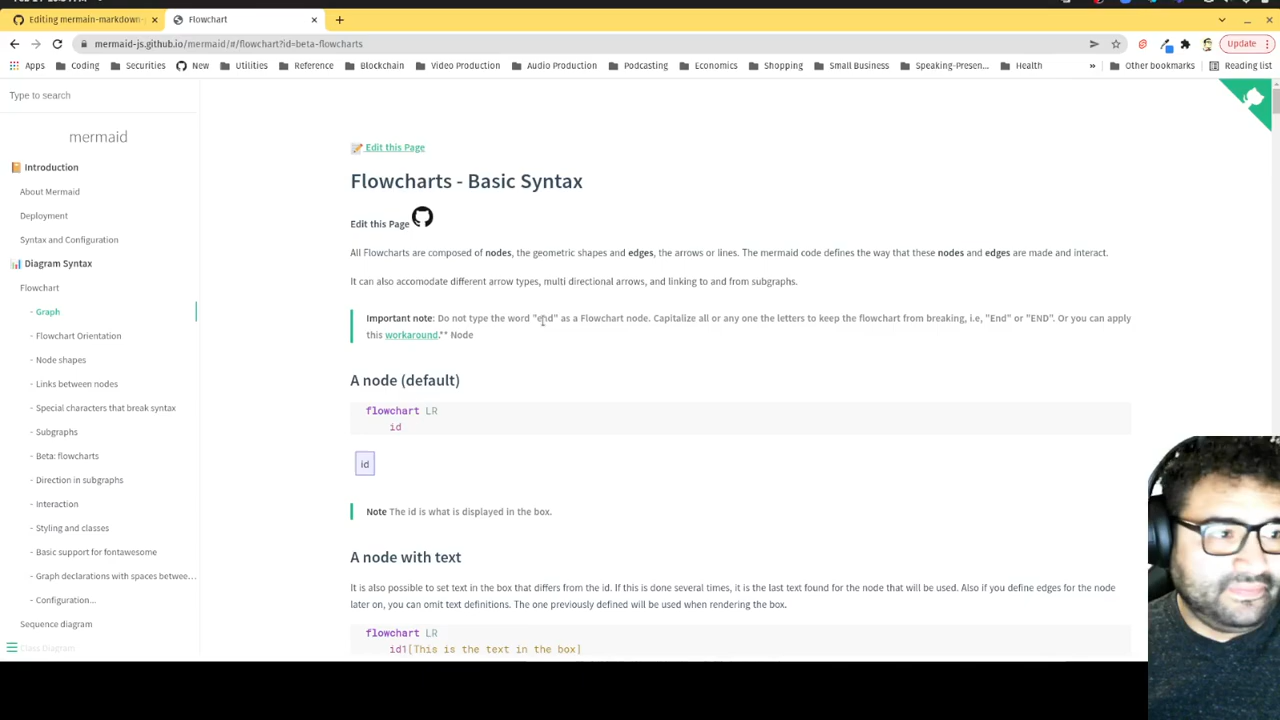 Editing mermain-markdown-
Flowchart
mermaid-js.github.io/mermaid/#/flowchart?id=beta-flowcharts
Update
Apps
Coding
Securities
New
Utilities
Reference
Blockchain
Video Production
Audio Production
Podcasting
Economics
Shopping
Small Business
Speaking-Presen...
Health
»
Other bookmarks
Reading list
Type to search
mermaid
Introduction
About Mermaid
Deployment
Syntax and Configuration
Diagram Syntax
Flowchart
- Graph
- Flowchart Orientation
- Node shapes
- Links between nodes
- Special characters that break syntax
- Subgraphs
- Beta: flowcharts
- Direction in subgraphs
- Interaction
- Styling and classes
- Basic support for fontawesome
- Graph declarations with spaces betwee...
- Configuration...
Sequence diagram
Class Diagram
Edit this Page
Flowcharts - Basic Syntax
Edit this Page
All Flowcharts are composed of nodes, the geometric shapes and edges, the arrows or lines. The mermaid code defines the way that these nodes and edges are made and interact.
It can also accomodate different arrow types, multi directional arrows, and linking to and from subgraphs.
Important note: Do not type the word "end" as a Flowchart node. Capitalize all or any one the letters to keep the flowchart from breaking, i.e, "End" or "END". Or you can apply
this workaround.** Node
A node (default)
flowchart LR
id
id
Note The id is what is displayed in the box.
A node with text
It is also possible to set text in the box that differs from the id. If this is done several times, it is the last text found for the node that will be used. Also if you define edges for the node
later on, you can omit text definitions. The one previously defined will be used when rendering the box.
flowchart LR
id1[This is the text in the box]